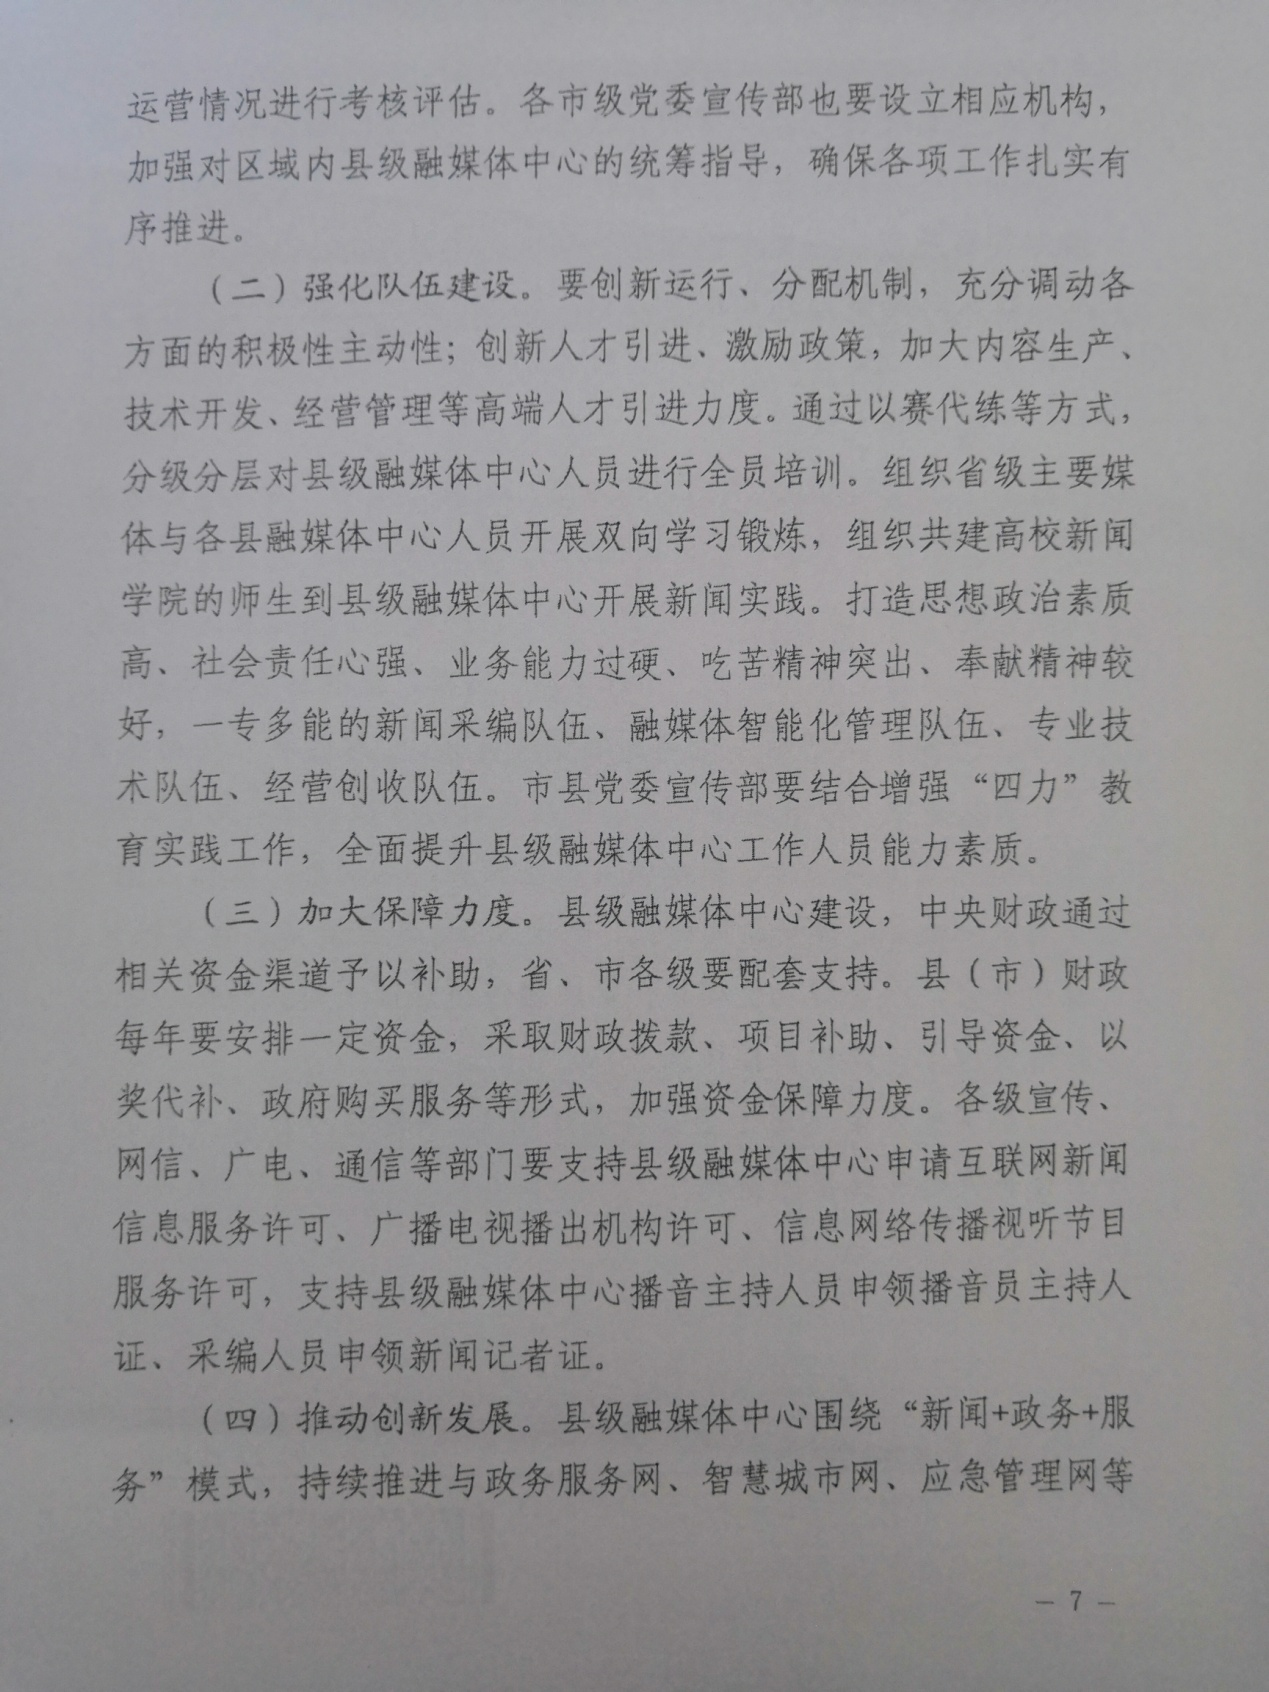 运营情况进行考核评估。各市级党委宣传部也要设立相应机构，
加强对区域内县级融媒体中心的统筹指导，确保各项工作扎实有
序推进。
（二）强化队伍建设。要创新运行、分配机制，充分调动各
方面的积极性主动性；创新人才引进、激励政策，加大内容生产、
技术开发、经营管理等高端人才引进力度。通过以赛代练等方式，
分级分层对县级融媒体中心人员进行全员培训。组织省级主要媒
体与各县融媒体中心人员开展双向学习锻炼，组织共建高校新闻
学院的师生到县级融媒体中心开展新闻实践。打造思想政治素质
高、社会责任心强、业务能力过硬、吃苦精神突出、奉献精神较
好，一专多能的新闻采编队伍、融媒体智能化管理队伍、专业技
术队伍、经营创收队伍。市县党委宣传部要结合增强“四力”教
育实践工作，全面提升县级融媒体中心工作人员能力素质。
（三）加大保障力度。县级融媒体中心建设，中央财政通过
相关资金渠道予以补助，省、市各级要配套支持。县（市）财政
每年要安排一定资金，采取财政拨款、项目补助、引导资金、以
奖代补、政府购买服务等形式，加强资金保障力度。各级宣传、
网信、广电、通信等部门要支持县级融媒体中心申请互联网新闻
信息服务许可、广播电视播出机构许可、信息网络传播视听节目
服务许可，支持县级融媒体中心播音主持人员申领播音员主持人
证、采编人员申领新闻记者证。
（四）推动创新发展。县级融媒体中心围绕“新闻+政务+服
务”模式，持续推进与政务服务网、智慧城市网、应急管理网等
— 7 —